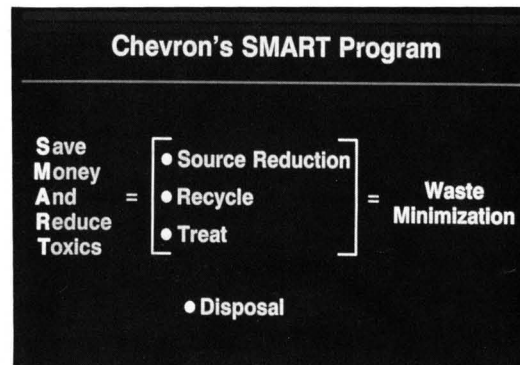 Chevron's SMART Program
Save
Money
And
Reduce
Toxics
=
• Source Reduction
• Recycle
• Treat
=
Waste
Minimization
• Disposal